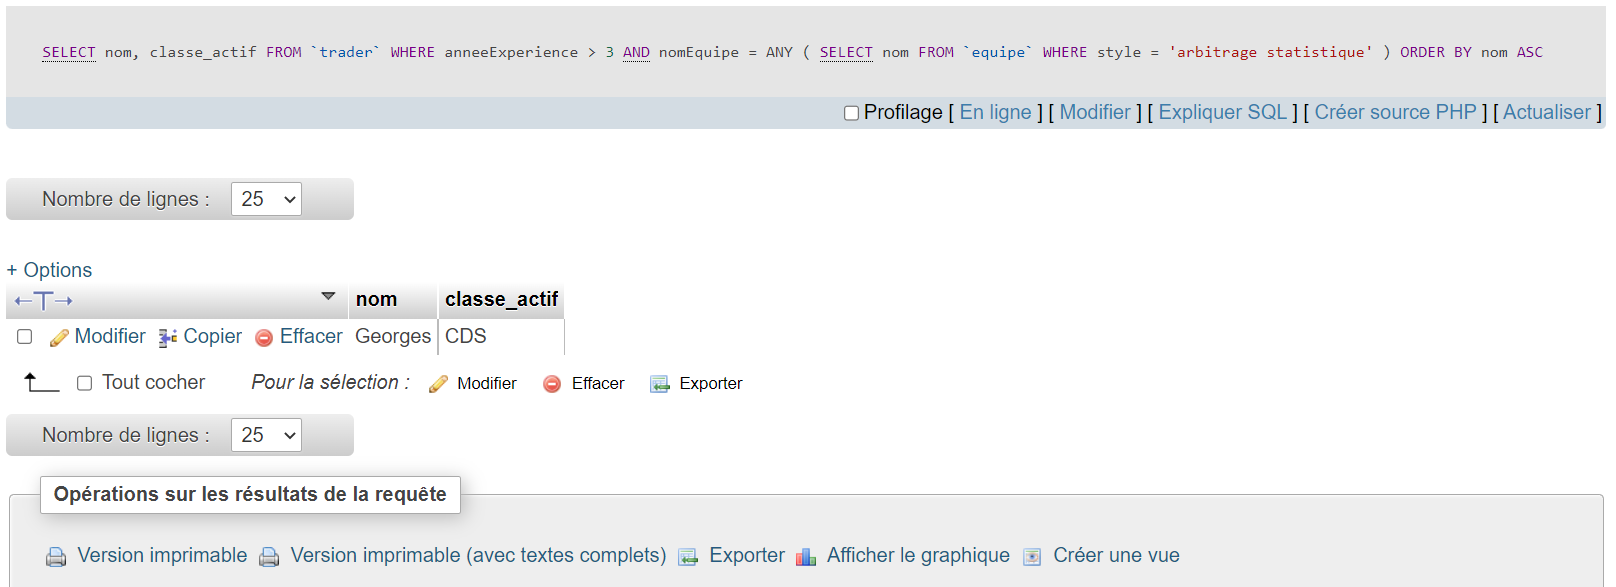 SELECT nom, classe_actif FROM `trader` WHERE anneeExperience > 3 AND nomEquipe = ANY ( SELECT nom FROM `equipe` WHERE style = 'arbitrage statistique' ) ORDER BY nom ASC
Profilage [ En ligne ] [ Modifier ] [ Expliquer SQL ] [ Créer source PHP ] [ Actualiser ]
Nombre de lignes : 25
+ Options
←T→ nom classe_actif
Modifier Copier Effacer Georges CDS
Tout cocher Pour la sélection : Modifier Effacer Exporter
Nombre de lignes : 25
Opérations sur les résultats de la requête
Version imprimable Version imprimable (avec textes complets) Exporter Afficher le graphique Créer une vue